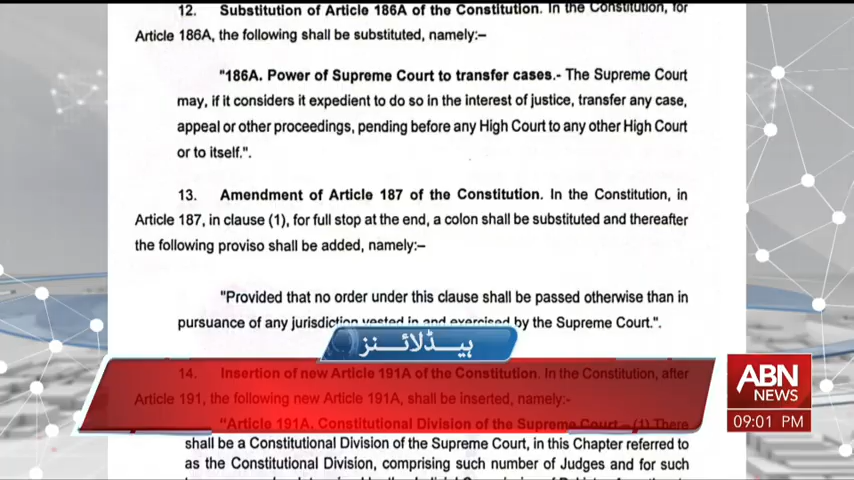 12. Substitution of Article 186A of the Constitution. In the Constitution, for
Article 186A, the following shall be substituted, namely:–
"186A. Power of Supreme Court to transfer cases.- The Supreme Court
may, if it considers it expedient to do so in the interest of justice, transfer any case,
appeal or other proceedings, pending before any High Court to any other High Court
or to itself.".
13. Amendment of Article 187 of the Constitution. In the Constitution, in
Article 187, in clause (1), for full stop at the end, a colon shall be substituted and thereafter
the following proviso shall be added, namely:–
"Provided that no order under this clause shall be passed otherwise than in
pursuance of any jurisdiction vested in and exercised by the Supreme Court.".
ہیڈلائنز
14. Insertion of new Article 191A of the Constitution. In the Constitution, after
Article 191, the following new Article 191A, shall be inserted, namely:-
"Article 191A. Constitutional Division of the Supreme Court – (1) There
shall be a Constitutional Division of the Supreme Court, in this Chapter referred to
as the Constitutional Division, comprising such number of Judges and for such
ABN
NEWS
09:01 PM